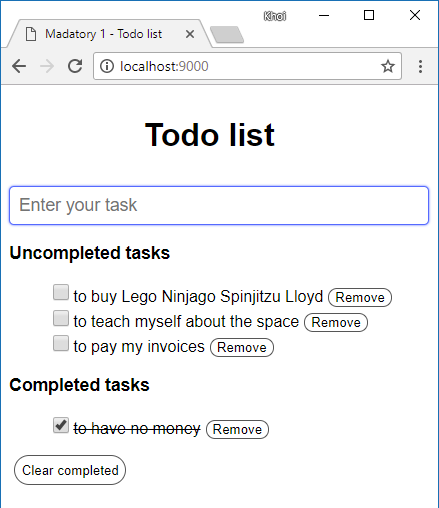 Khoi
Madatory 1 - Todo list
localhost:9000
Todo list
Enter your task
Uncompleted tasks
to buy Lego Ninjago Spinjitzu Lloyd Remove
to teach myself about the space Remove
to pay my invoices Remove
Completed tasks
to have no money Remove
Clear completed